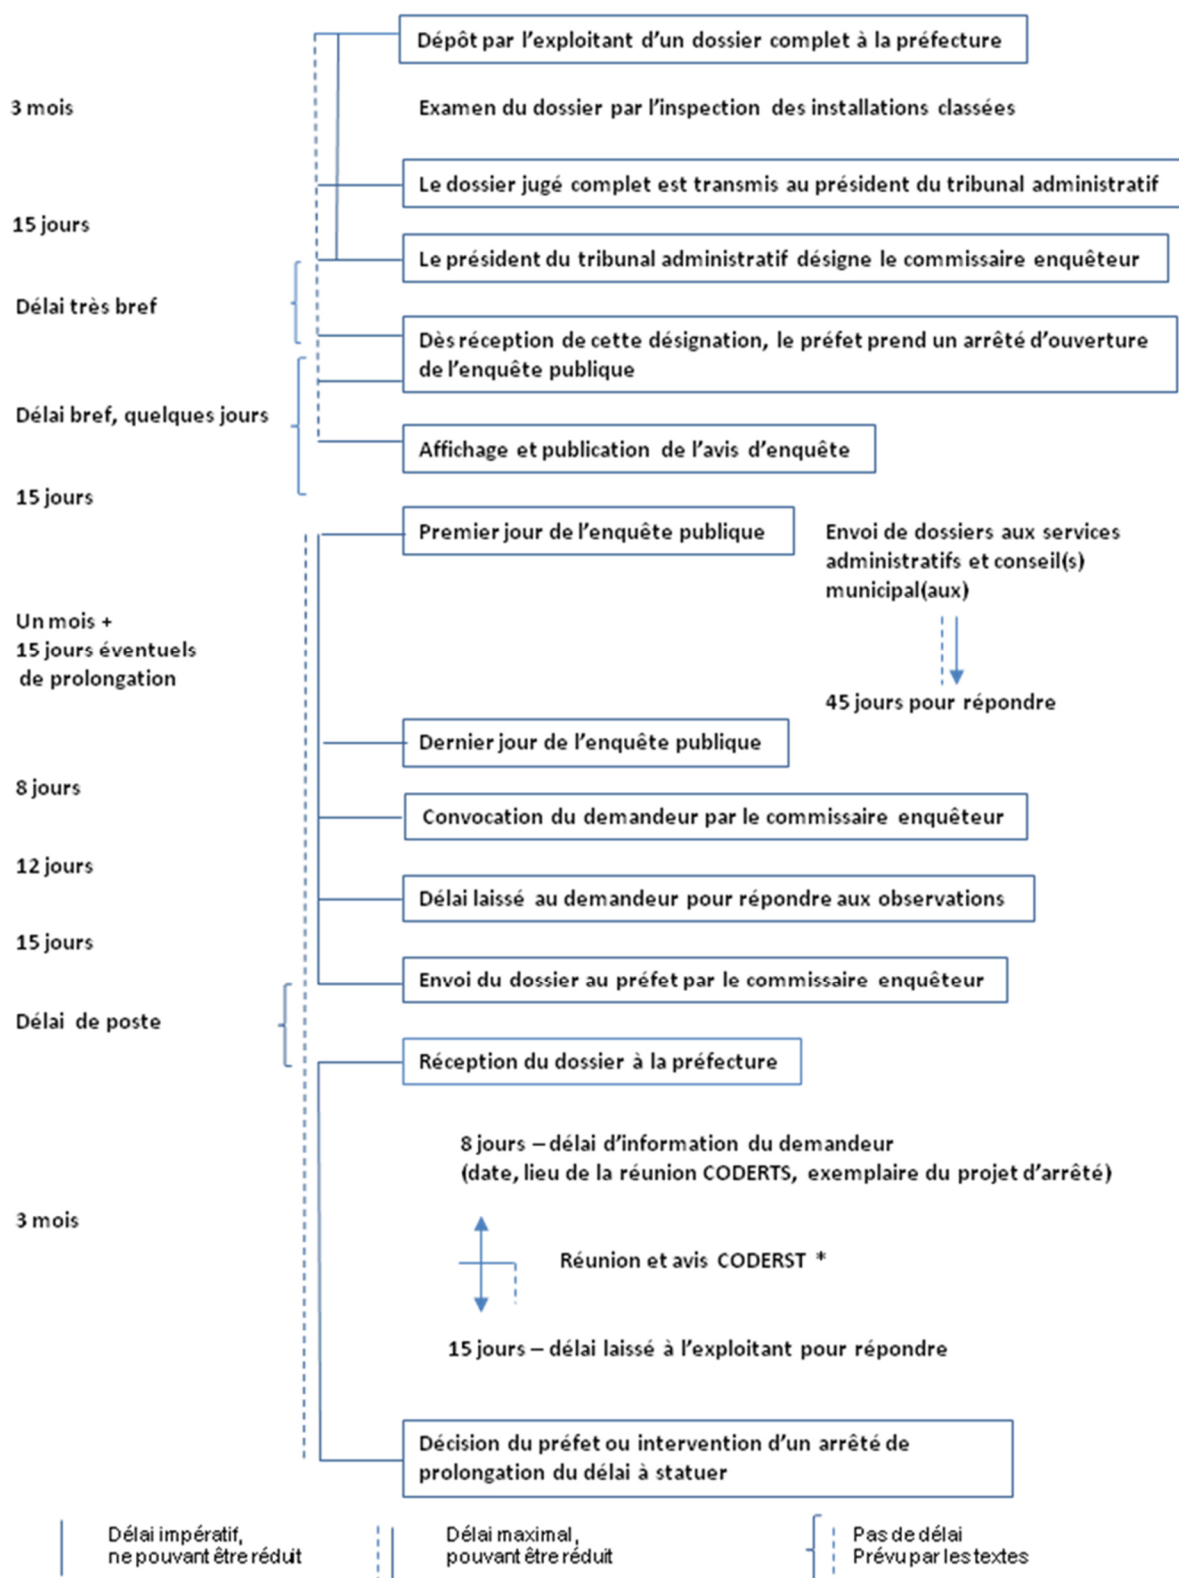 Dépôt par l’exploitant d’un dossier complet à la préfecture
3 mois
Examen du dossier par l’inspection des installations classées
Le dossier jugé complet est transmis au président du tribunal administratif
15 jours
Le président du tribunal administratif désigne le commissaire enquêteur
Délai très bref
Dès réception de cette désignation, le préfet prend un arrêté d’ouverture
de l’enquête publique
Délai bref, quelques jours
Affichage et publication de l’avis d’enquête
15 jours
Premier jour de l’enquête publique
Envoi de dossiers aux services
administratifs et conseil(s)
municipal(aux)
Un mois +
15 jours éventuels
de prolongation
45 jours pour répondre
Dernier jour de l’enquête publique
8 jours
Convocation du demandeur par le commissaire enquêteur
12 jours
Délai laissé au demandeur pour répondre aux observations
15 jours
Envoi du dossier au préfet par le commissaire enquêteur
Délai de poste
Réception du dossier à la préfecture
8 jours – délai d’information du demandeur
(date, lieu de la réunion CODERTS, exemplaire du projet d’arrêté)
3 mois
Réunion et avis CODERST *
15 jours – délai laissé à l’exploitant pour répondre
Décision du préfet ou intervention d’un arrêté de
prolongation du délai à statuer
Délai impératif,
ne pouvant être réduit
Délai maximal,
pouvant être réduit
Pas de délai
Prévu par les textes